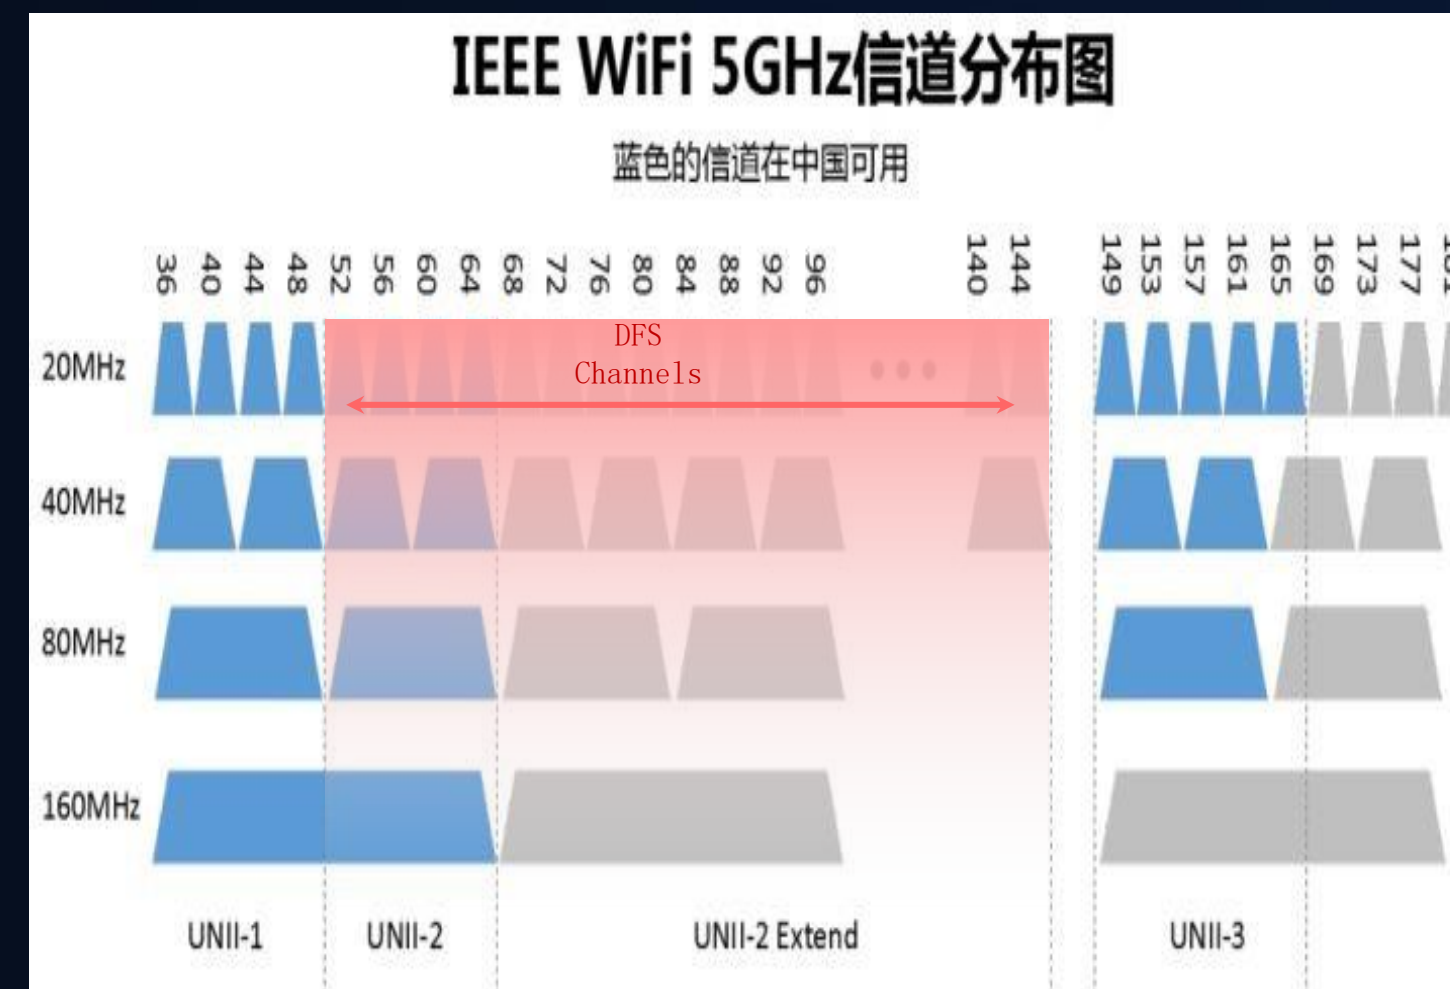 IEEE WiFi 5GHz信道分布图
蓝色的信道在中国可用
36 40 44 48 52 56 60 64 68 72 76 80 84 88 92 96 140 144 149 153 157 161 165 169 173 177
DFS
Channels
20MHz
40MHz
80MHz
160MHz
UNII-1 UNII-2 UNII-2 Extend UNII-3